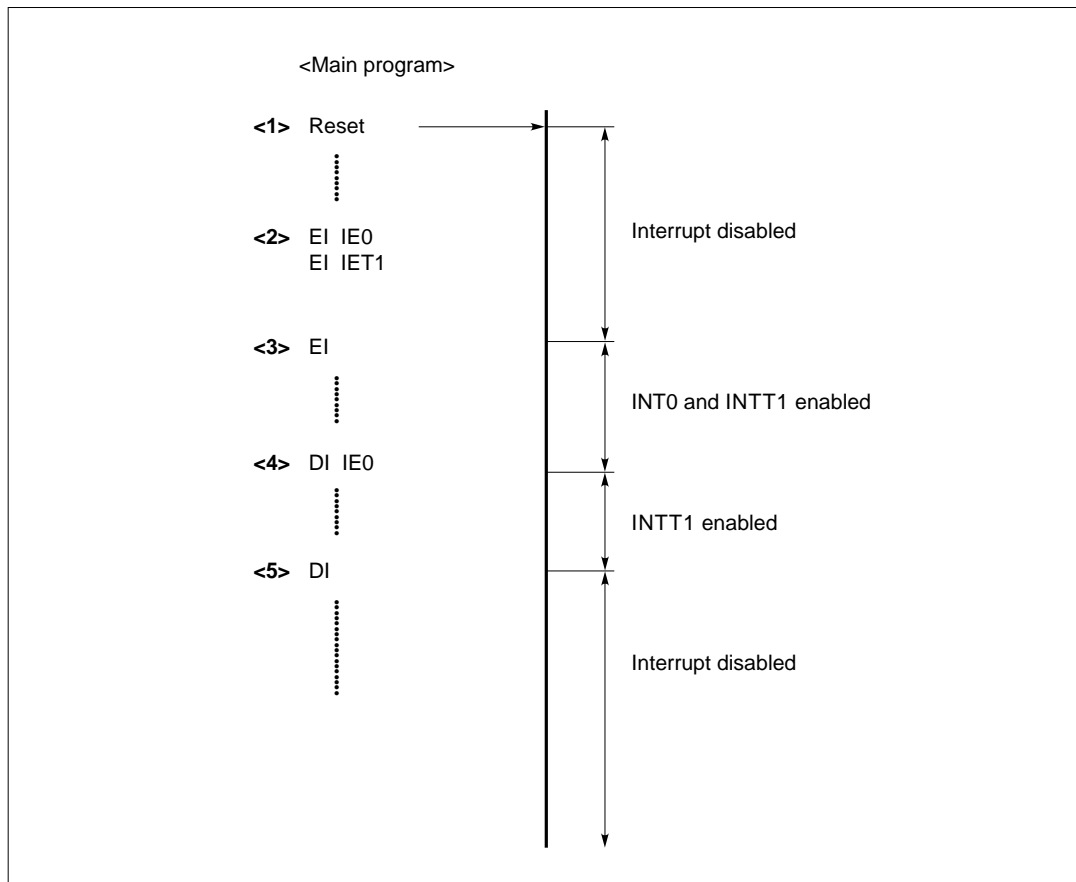 <Main program>
<1> Reset
<2> EI IE0
EI IET1
Interrupt disabled
<3> EI
INT0 and INTT1 enabled
<4> DI IE0
INTT1 enabled
<5> DI
Interrupt disabled